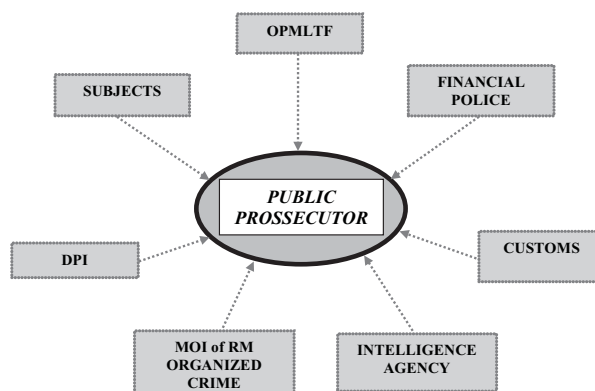 OPMLTF
SUBJECTS
FINANCIAL
POLICE
PUBLIC
PROSSECUTOR
DPI
CUSTOMS
MOI of RM
ORGANIZED
CRIME
INTELLIGENCE
AGENCY